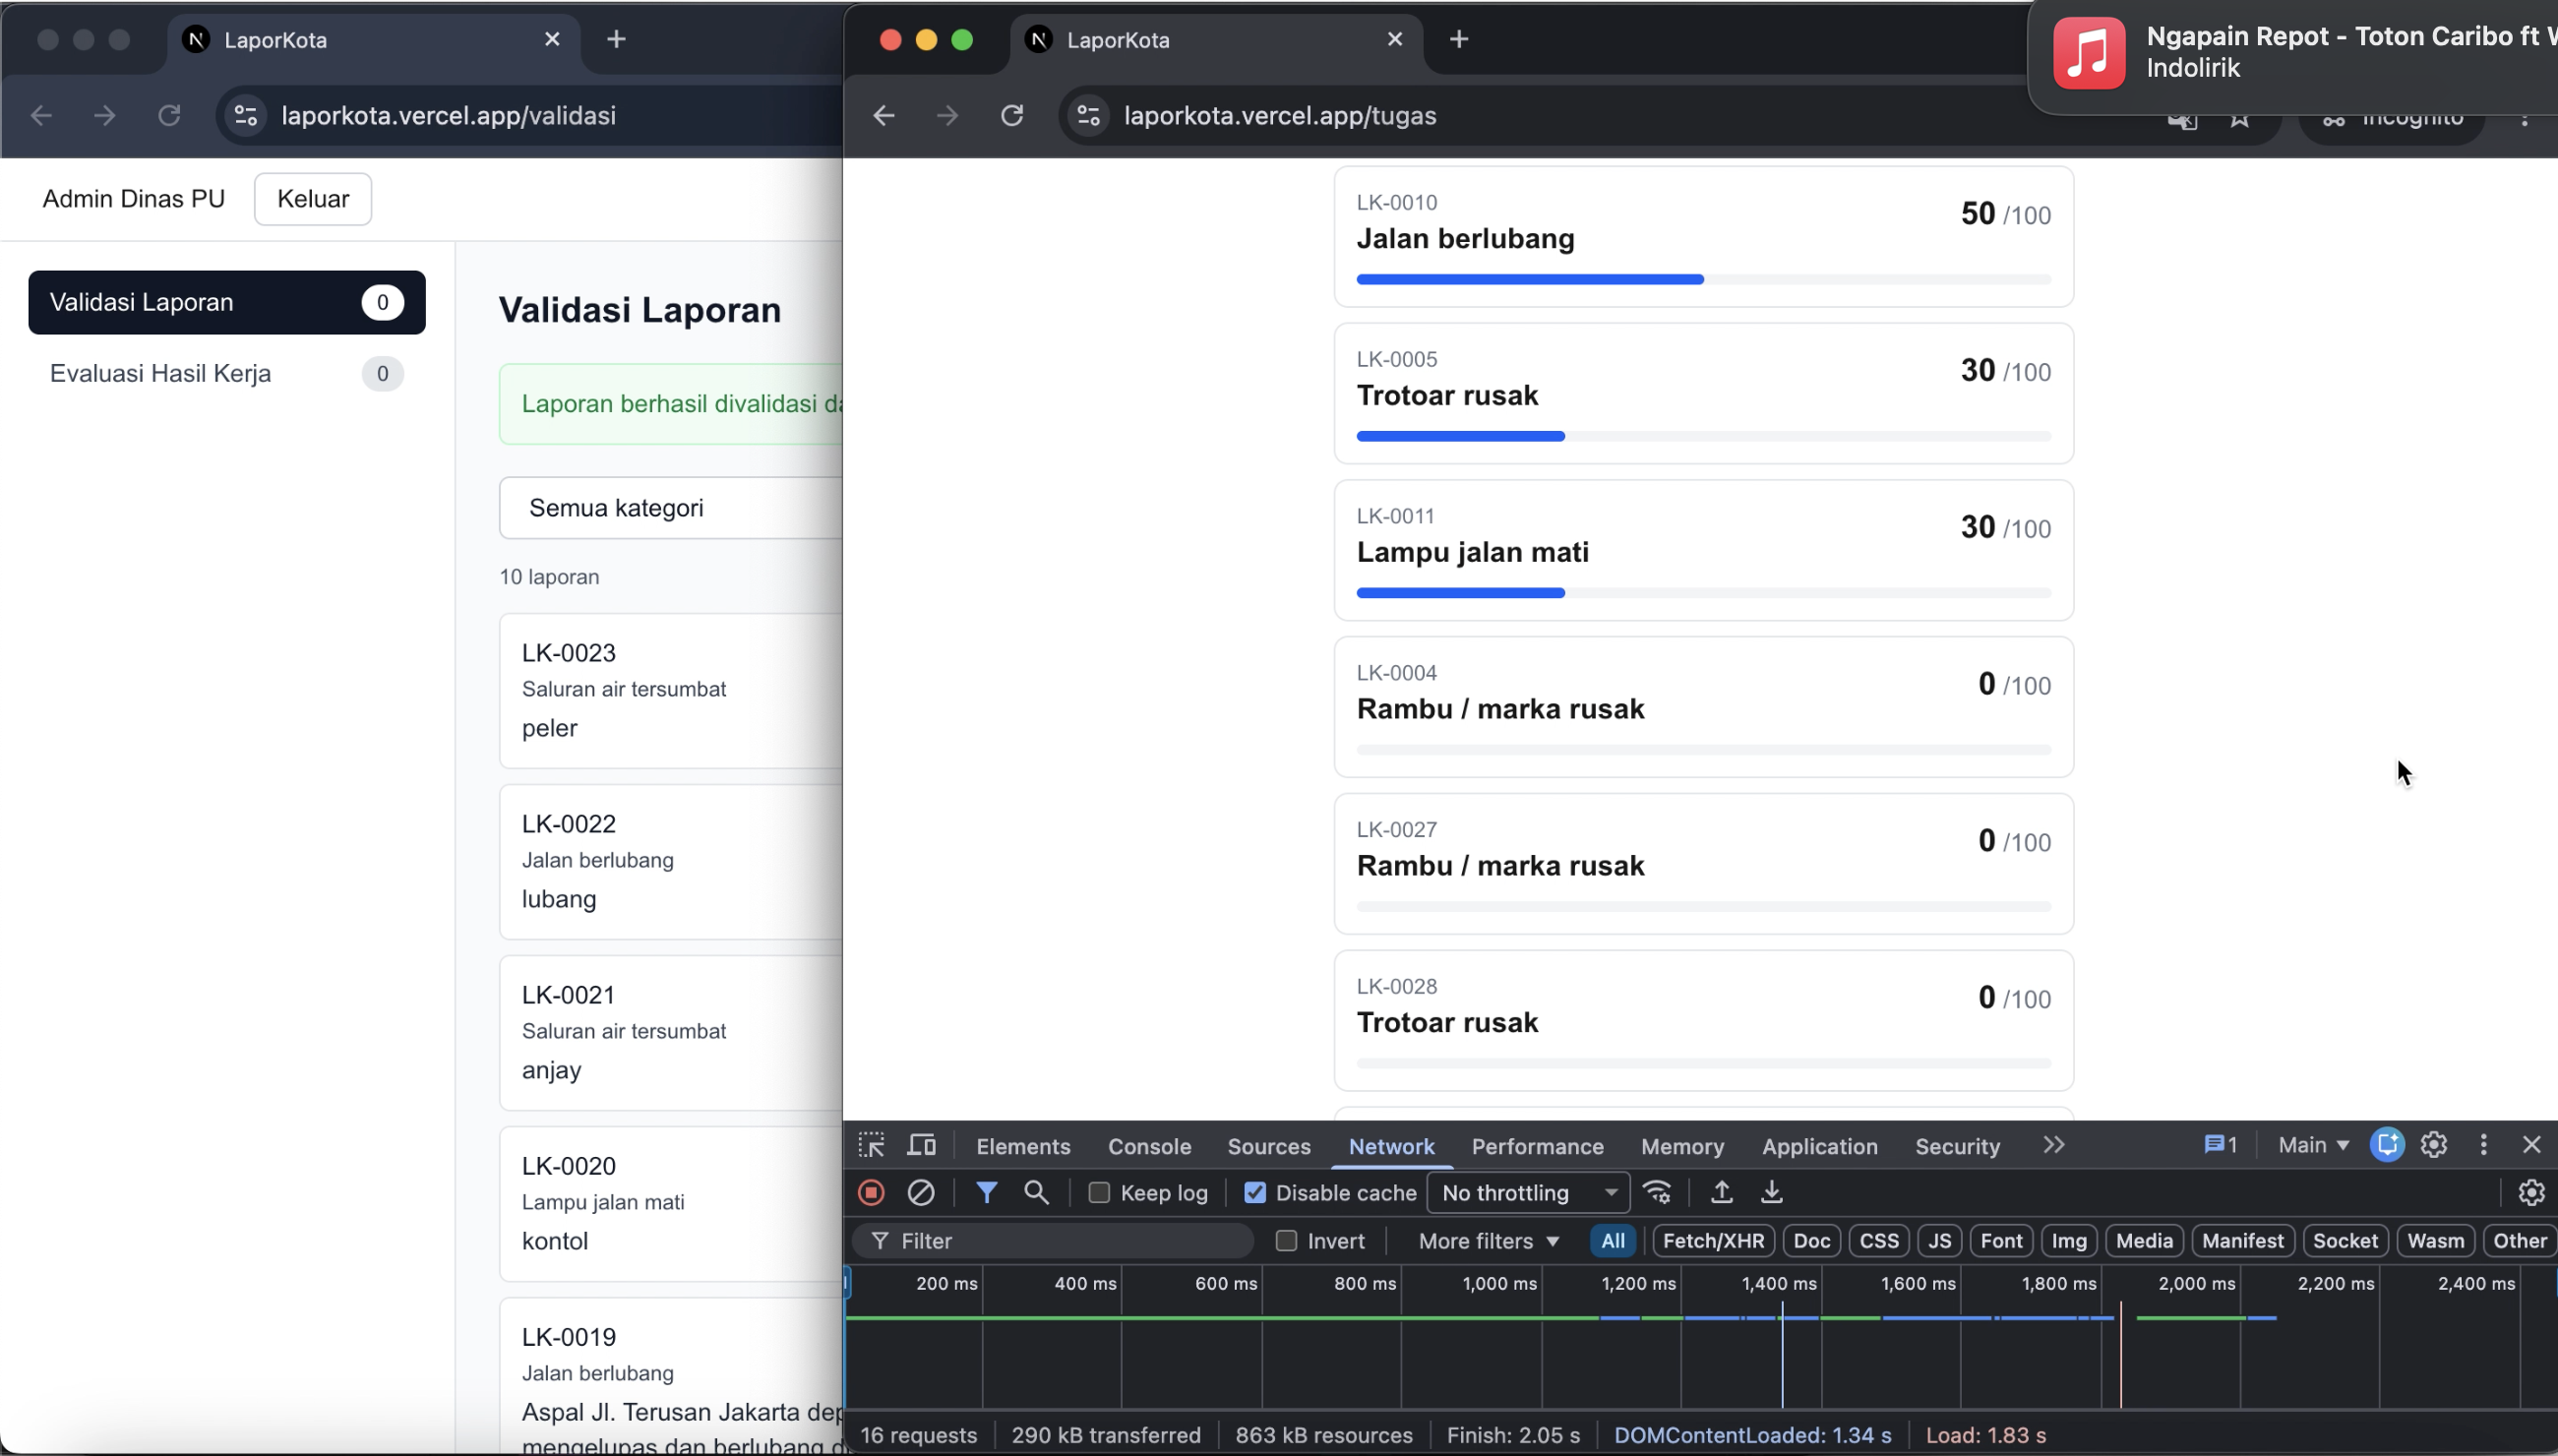 LaporKota
laporkota.vercel.app/validasi
Admin Dinas PU
Keluar
Validasi Laporan
0
Evaluasi Hasil Kerja
0
Validasi Laporan
Laporan berhasil divalidasi
Semua kategori
10 laporan
LK-0023
Saluran air tersumbat
peler
LK-0022
Jalan berlubang
lubang
LK-0021
Saluran air tersumbat
anjay
LK-0020
Lampu jalan mati
kontol
LK-0019
Jalan berlubang
Aspal Jl. Terusan Jakarta
mengelupas dan berlubang
LaporKota
Ngapain Repot - Toton Caribo ft
Indolirik
laporkota.vercel.app/tugas
Incognito
LK-0010
Jalan berlubang
50 /100
LK-0005
Trotoar rusak
30 /100
LK-0011
Lampu jalan mati
30 /100
LK-0004
Rambu / marka rusak
0 /100
LK-0027
Rambu / marka rusak
0 /100
LK-0028
Trotoar rusak
0 /100
Elements Console Sources Network Performance Memory Application Security 1 Main
Keep log Disable cache No throttling
Filter Invert More filters All Fetch/XHR Doc CSS JS Font Img Media Manifest Socket Wasm Other
200 ms 400 ms 600 ms 800 ms 1,000 ms 1,200 ms 1,400 ms 1,600 ms 1,800 ms 2,000 ms 2,200 ms 2,400 ms
16 requests 290 kB transferred 863 kB resources Finish: 2.05 s DOMContentLoaded: 1.34 s Load: 1.83 s